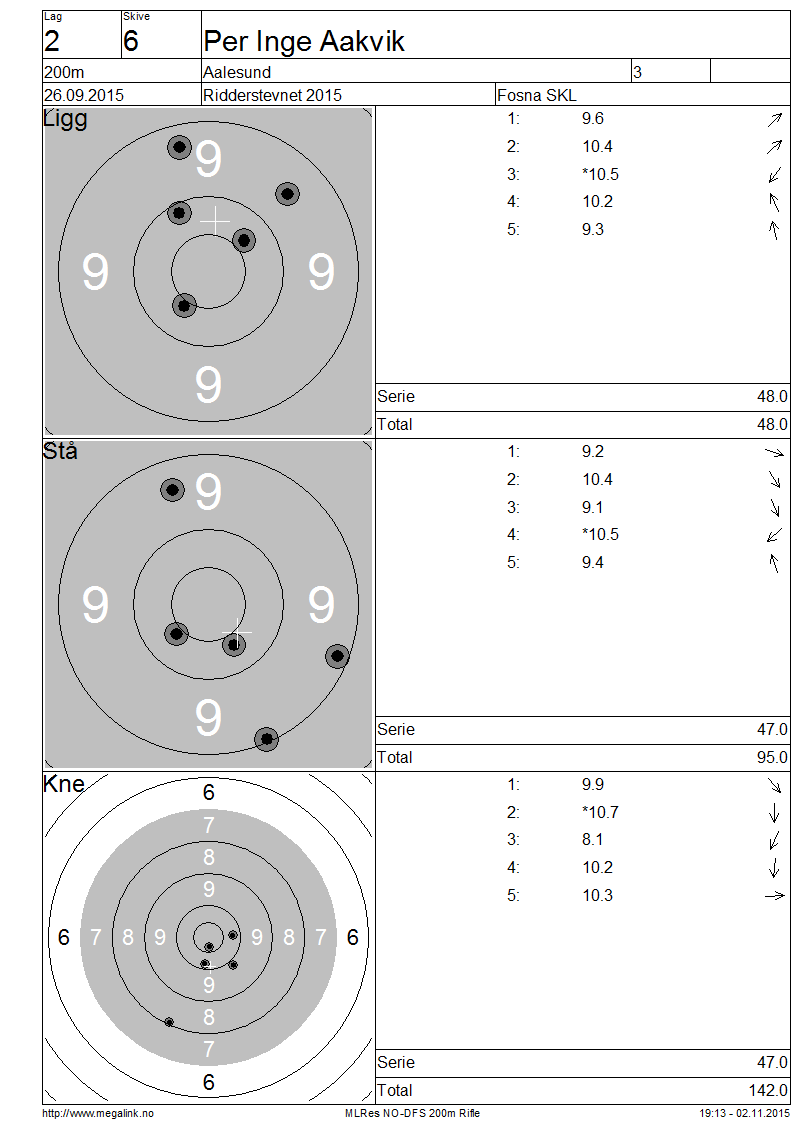 Lag Skive
2 6 Per Inge Aakvik
200m Aalesund 3
26.09.2015 Ridderstevnet 2015 Fosna SKL
Ligg
9
9 9
9
1: 9.6
2: 10.4
3: *10.5
4: 10.2
5: 9.3
Serie 48.0
Total 48.0
Stå
9
9 9
9
1: 9.2
2: 10.4
3: 9.1
4: *10.5
5: 9.4
Serie 47.0
Total 95.0
Kne
6
7
8
9
6 7 8 9 9 8 7 6
9
8
7
6
1: 9.9
2: *10.7
3: 8.1
4: 10.2
5: 10.3
Serie 47.0
Total 142.0
http://www.megalink.no MLRes NO-DFS 200m Rifle 19:13 - 02.11.2015